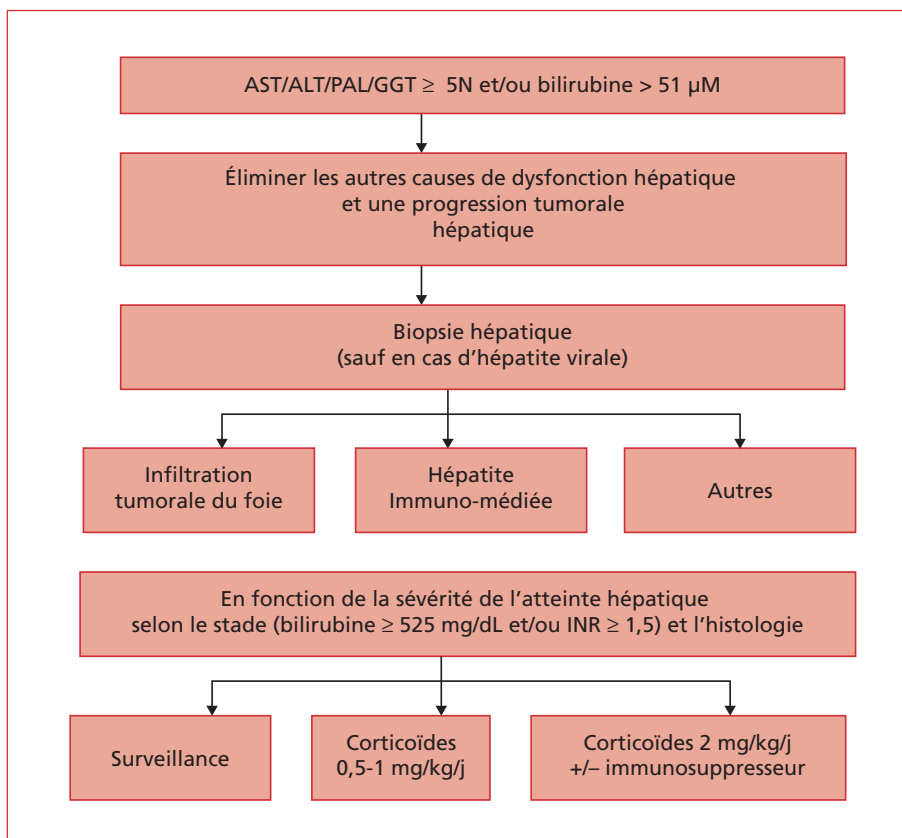 AST/ALT/PAL/GGT ≥ 5N et/ou bilirubine > 51 µM
Éliminer les autres causes de dysfonction hépatique
et une progression tumorale
hépatique
Biopsie hépatique
(sauf en cas d'hépatite virale)
Infiltration
tumorale du foie
Hépatite
Immuno-médiée
Autres
En fonction de la sévérité de l'atteinte hépatique
selon le stade (bilirubine ≥ 525 mg/dL et/ou INR ≥ 1,5) et l'histologie
Surveillance
Corticoïdes
0,5-1 mg/kg/j
Corticoïdes 2 mg/kg/j
+/– immunosuppresseur